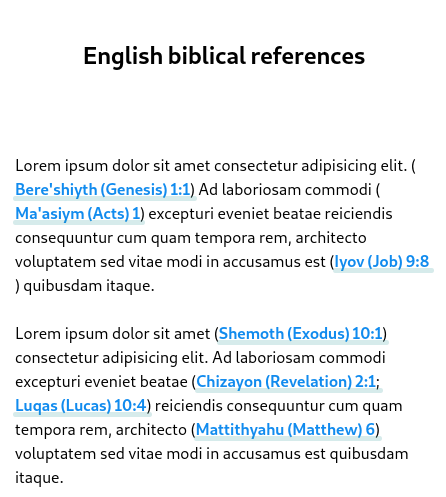 English biblical references
Lorem ipsum dolor sit amet consectetur adipisicing elit. (
Bere'shiyth (Genesis) 1:1) Ad laboriosam commodi (
Ma'asiym (Acts) 1) excepturi eveniet beatae reiciendis
consequuntur cum quam tempora rem, architecto
voluptatem sed vitae modi in accusamus est (Iyov (Job) 9:8
) quibusdam itaque.
Lorem ipsum dolor sit amet (Shemoth (Exodus) 10:1)
consectetur adipisicing elit. Ad laboriosam commodi
excepturi eveniet beatae (Chizayon (Revelation) 2:1;
Luqas (Lucas) 10:4) reiciendis consequuntur cum quam
tempora rem, architecto (Mattithyahu (Matthew) 6)
voluptatem sed vitae modi in accusamus est quibusdam
itaque.